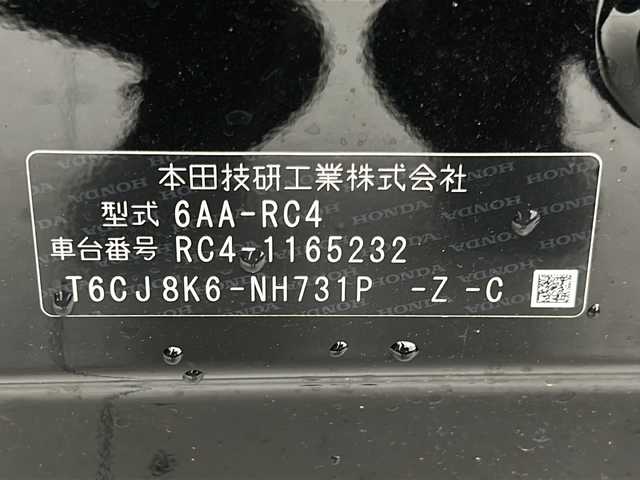 本田技研工業株式会社
型式 6AA-RC4
車台番号 RC4-1165232
T6CJ8K6-NH731P -Z -C